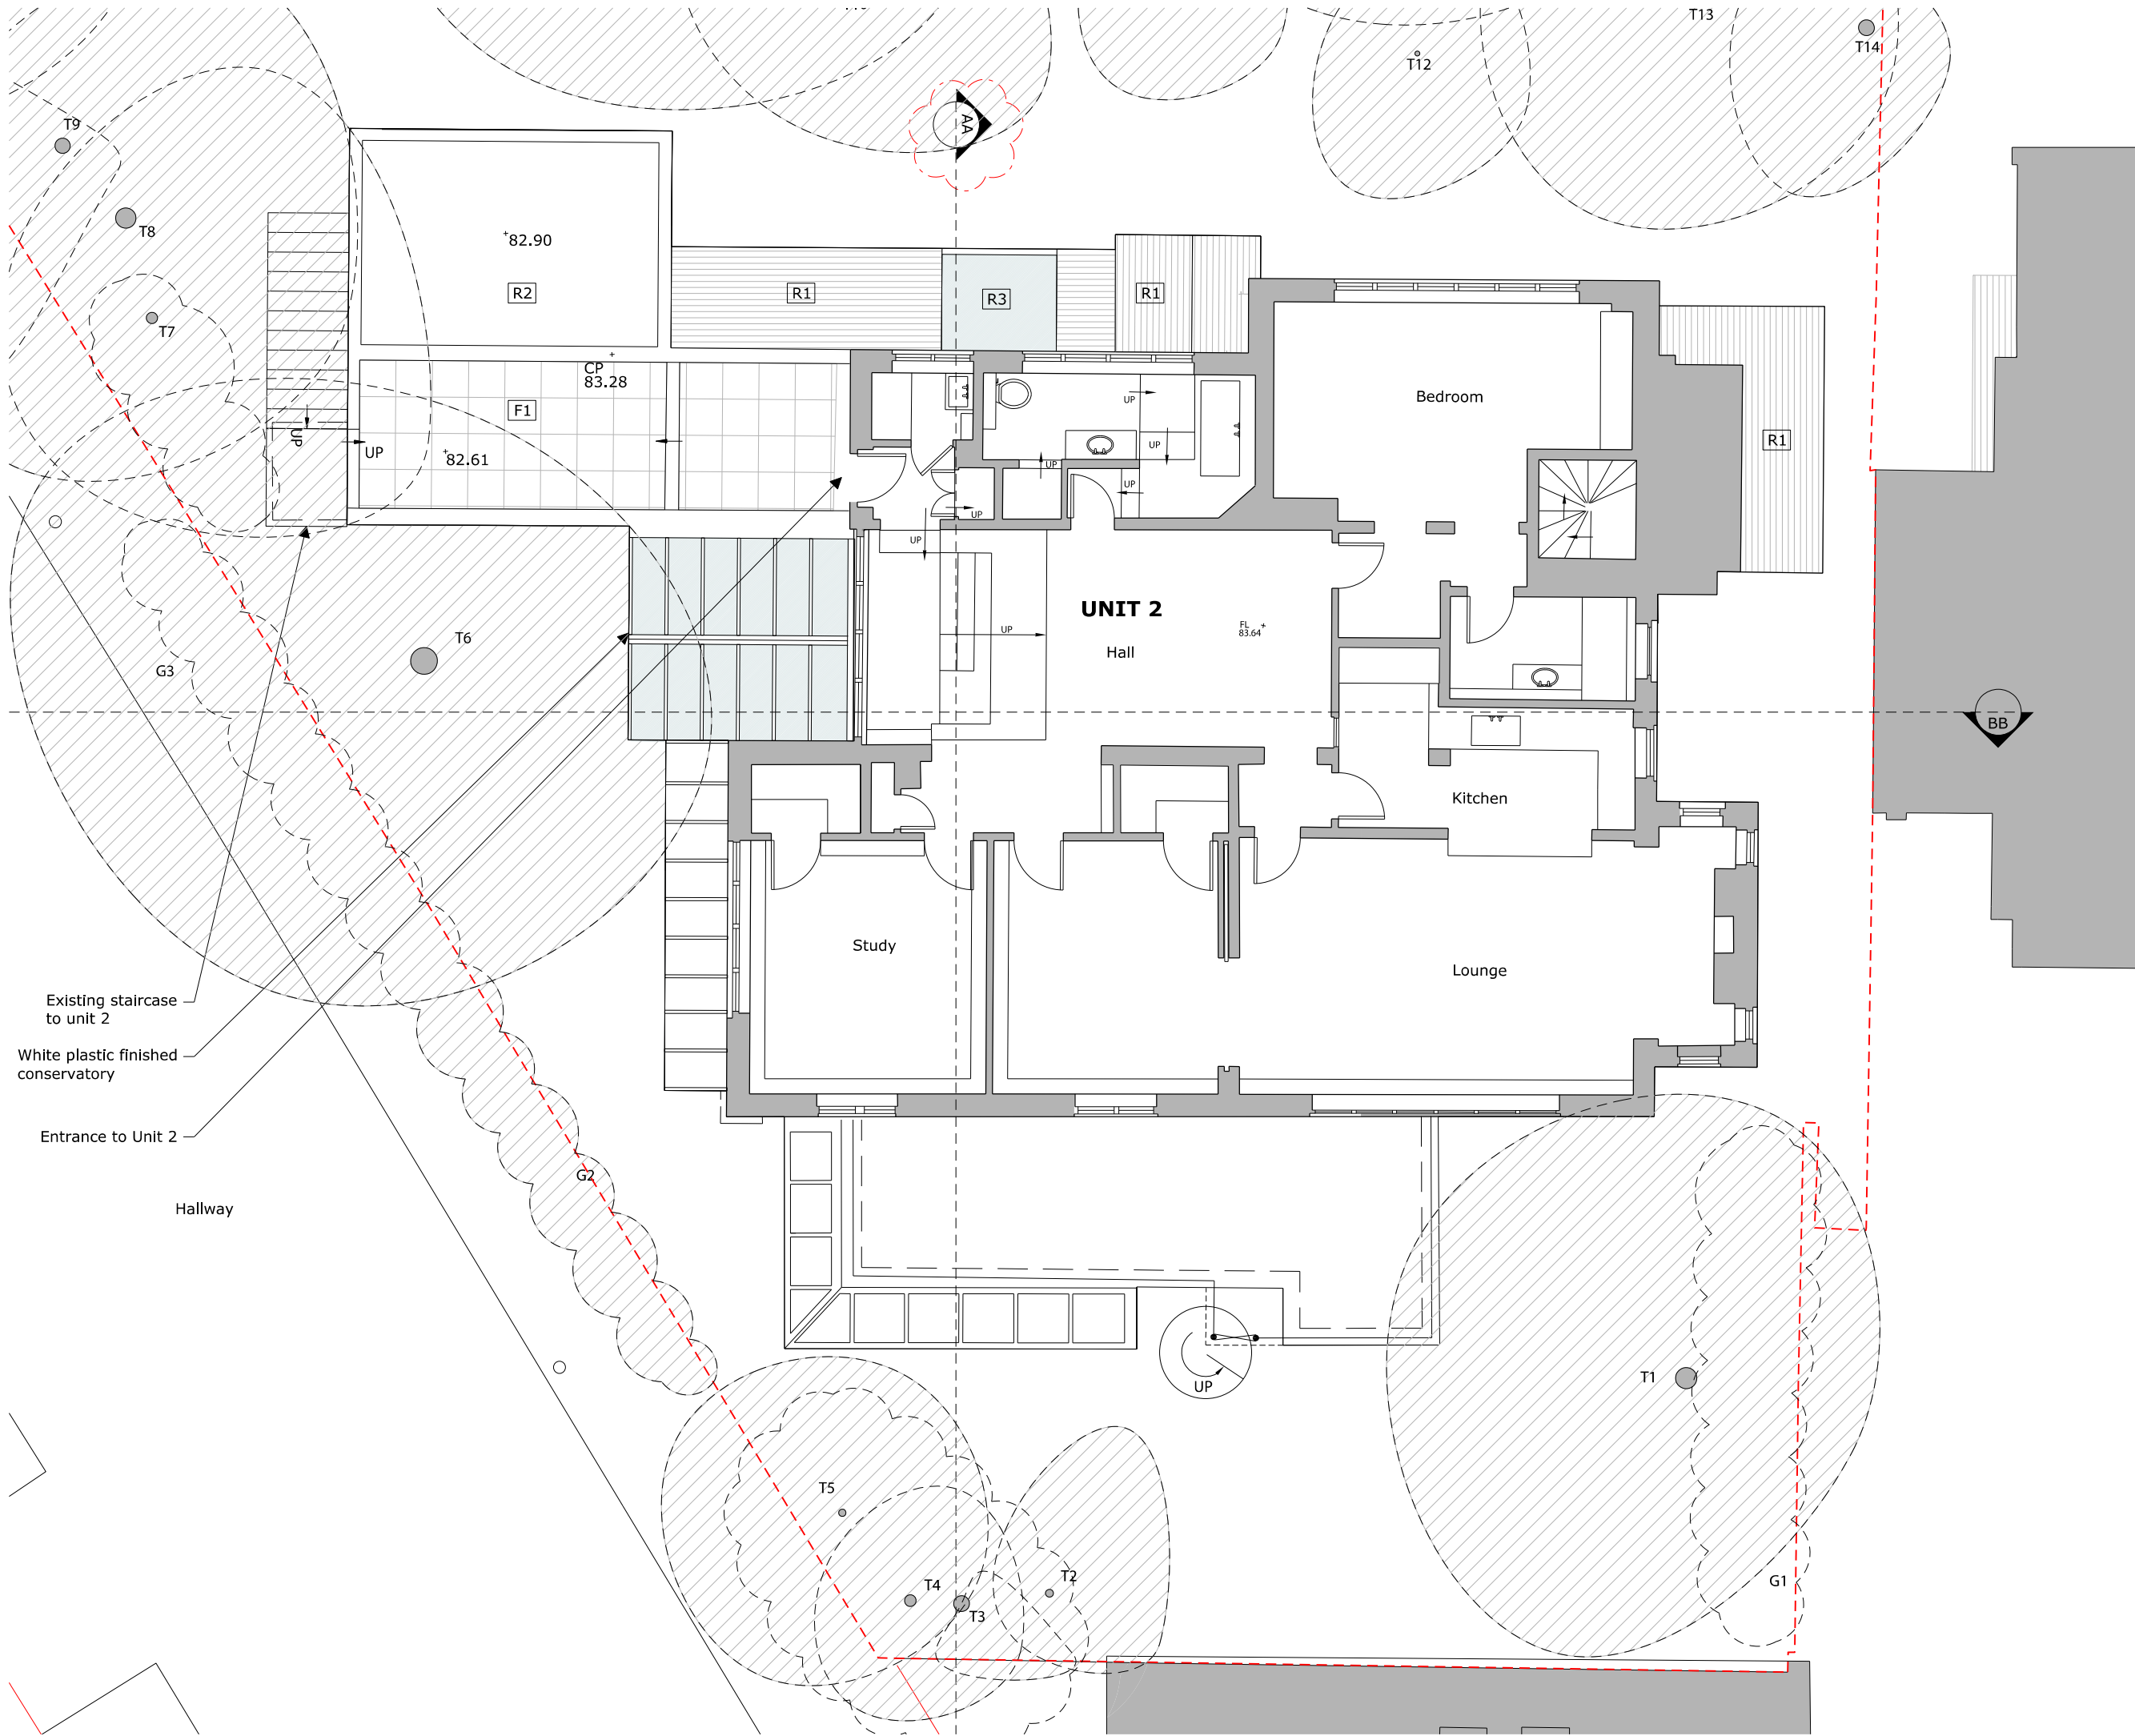 T13
T14
T12
T9
AA
T8
+82.90
R2
R1
R3
R1
T7
CP
83.28
F1
UP
UP
+82.61
UP
UP
UP
UP
UP
UP
Bedroom
R1
UNIT 2
FL +
83.64
UP
Hall
T6
G3
BB
Kitchen
Study
Lounge
Existing staircase
to unit 2
White plastic finished
conservatory
Entrance to Unit 2
G2
Hallway
T1
UP
T5
T4
T2
T3
G1